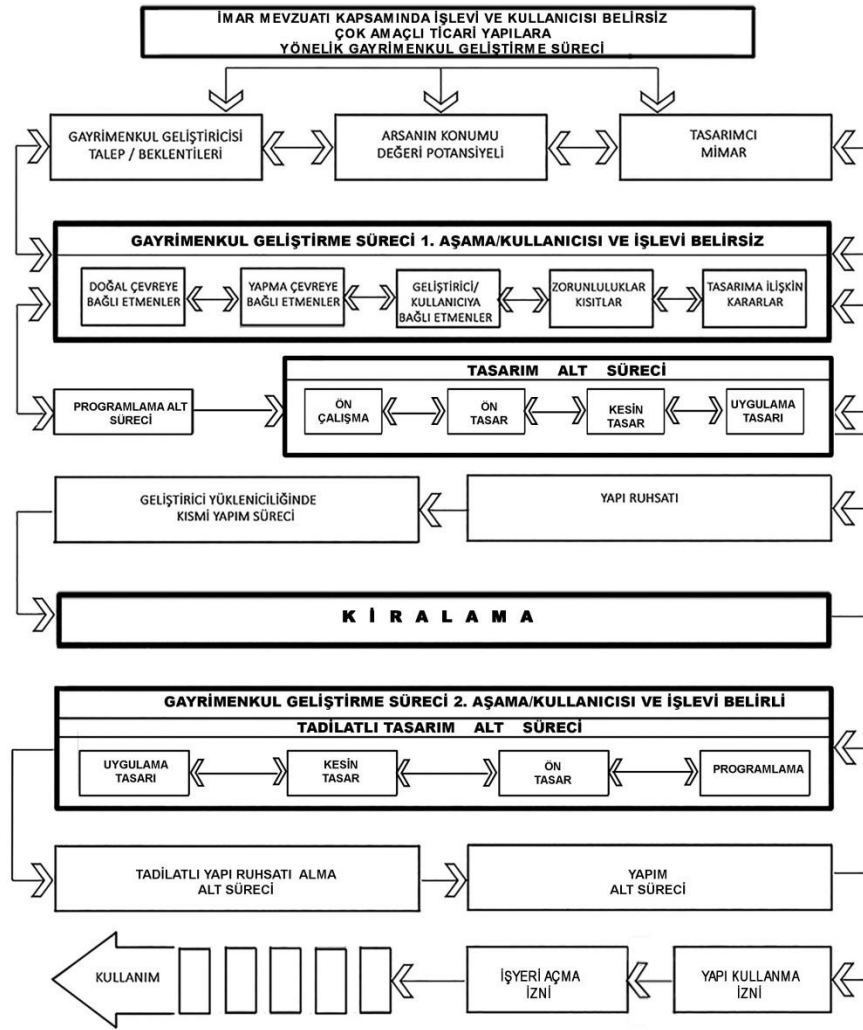 İMAR MEVZUATI KAPSAMINDA İŞLEVİ VE KULLANICISI BELİRSİZ
ÇOK AMAÇLI TİCARİ YAPILARA
YÖNELİK GAYRİMENKUL GELİŞTİRME SÜRECİ
GAYRİMENKUL GELİŞTİRİCİSİ
TALEP / BEKLENTİLERİ
ARSANIN KONUMU
DEĞERİ POTANSİYELİ
TASARIMCI
MİMAR
GAYRİMENKUL GELİŞTİRME SÜRECİ 1. AŞAMA/KULLANICISI VE İŞLEVİ BELİRSİZ
DOĞAL ÇEVREYE
BAĞLI ETMENLER
YAPMA ÇEVREYE
BAĞLI ETMENLER
GELİŞTİRİCİ/
KULLANICIYA
BAĞLI ETMENLER
ZORUNLULUKLAR
KISITLAR
TASARIMA İLİŞKİN
KARARLAR
PROGRAMLAMA ALT
SÜRECİ
TASARIM ALT SÜRECİ
ÖN
ÇALIŞMA
ÖN
TASAR
KESİN
TASAR
UYGULAMA
TASARI
GELİŞTİRİCİ YÜKLENİCİLİĞİNDE
KISMİ YAPIM SÜRECİ
YAPI RUHSATI
KİRALAMA
GAYRİMENKUL GELİŞTİRME SÜRECİ 2. AŞAMA/KULLANICISI VE İŞLEVİ BELİRLİ
TADİLATLI TASARIM ALT SÜRECİ
UYGULAMA
TASARI
KESİN
TASAR
ÖN
TASAR
PROGRAMLAMA
TADİLATLI YAPI RUHSATI ALMA
ALT SÜRECİ
YAPIM
ALT SÜRECİ
KULLANIM
İŞYERİ AÇMA
İZNİ
YAPI KULLANMA
İZNİ